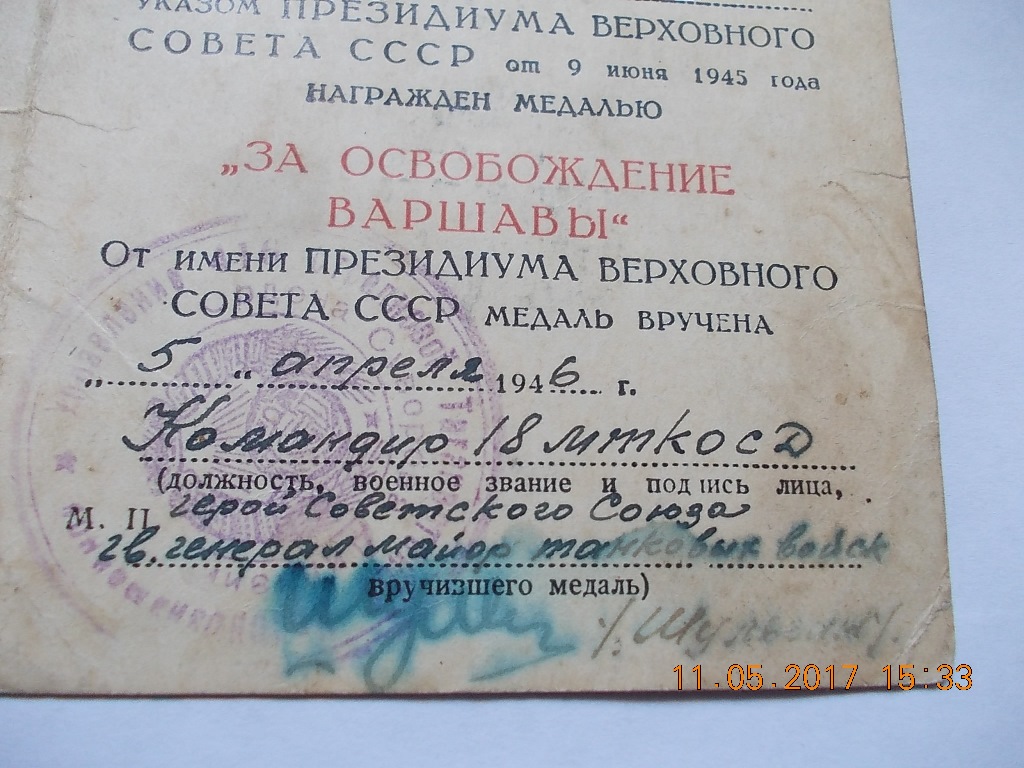 УКАЗОМ ПРЕЗИДИУМА ВЕРХОВНОГО
СОВЕТА СССР от 9 июня 1945 года
НАГРАЖДЕН МЕДАЛЬЮ
„ЗА ОСВОБОЖДЕНИЕ
ВАРШАВЫ“
От имени ПРЕЗИДИУМА ВЕРХОВНОГО
СОВЕТА СССР МЕДАЛЬ ВРУЧЕНА
„5“ апреля 1946 г.
Командир 18 мткосд
(должность, военное звание и подпись лица,
герой Советского Союза
М. П.
гв. генерал майор танковых войск
вручившего медаль)
11.05.2017 15:33